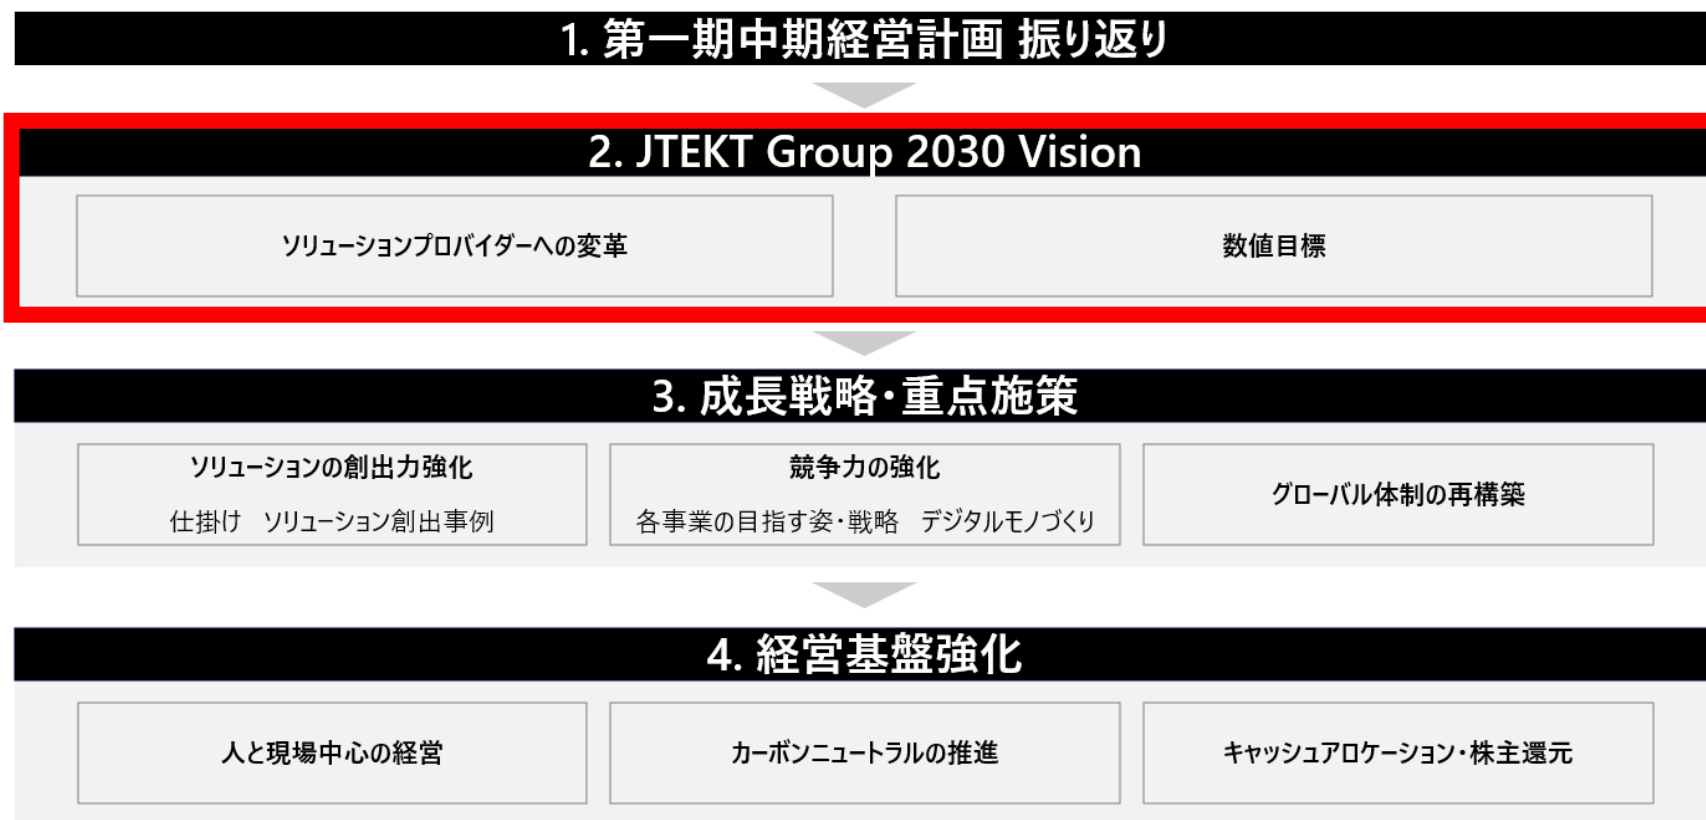 1. 第一期中期経営計画 振り返り
2. JTEKT Group 2030 Vision
ソリューションプロバイダーへの変革
数値目標
3. 成長戦略・重点施策
ソリューションの創出力強化
仕掛け ソリューション創出事例
競争力の強化
各事業の目指す姿・戦略 デジタルモノづくり
グローバル体制の再構築
4. 経営基盤強化
人と現場中心の経営
カーボンニュートラルの推進
キャッシュアロケーション・株主還元